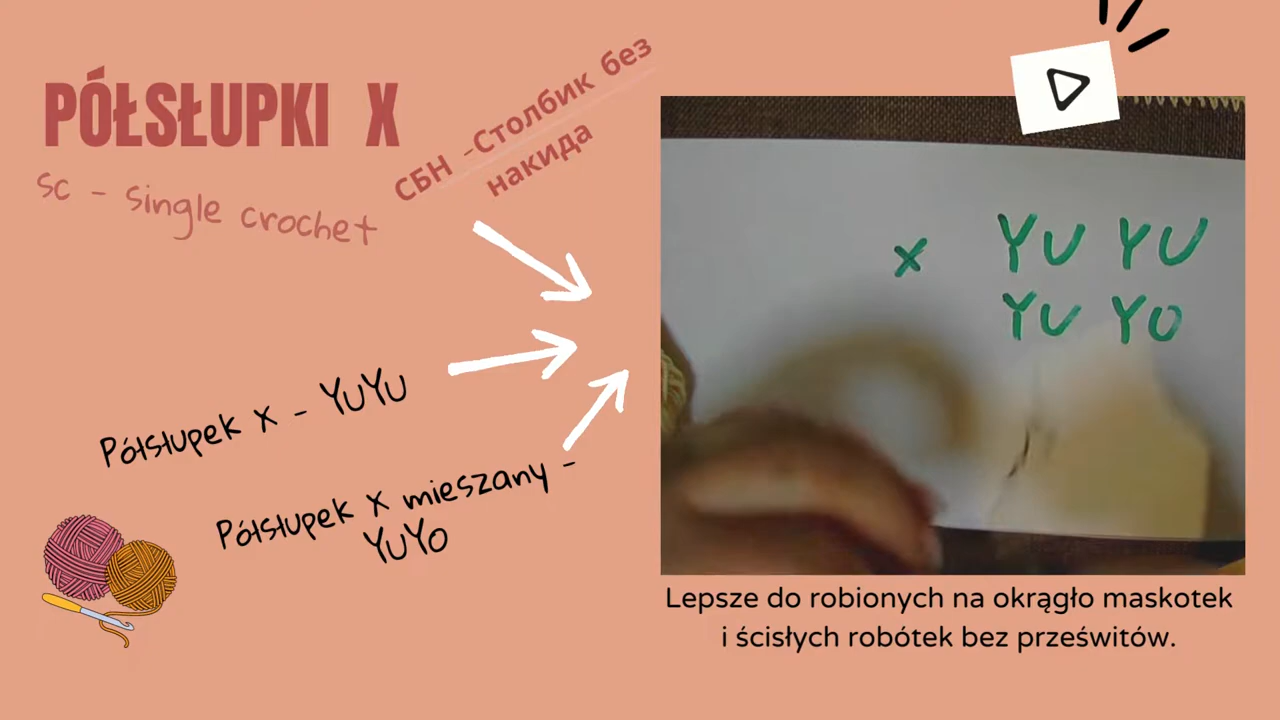 PÓŁSŁUPKI X
sc - single crochet
СБН -Столбик без
накида
Półsłupek X - YuYu
Półsłupek X mieszany -
YuYo
x YU YU
YU YO
Lepsze do robionych na okrągło maskotek
i ścisłych robótek bez prześwitów.